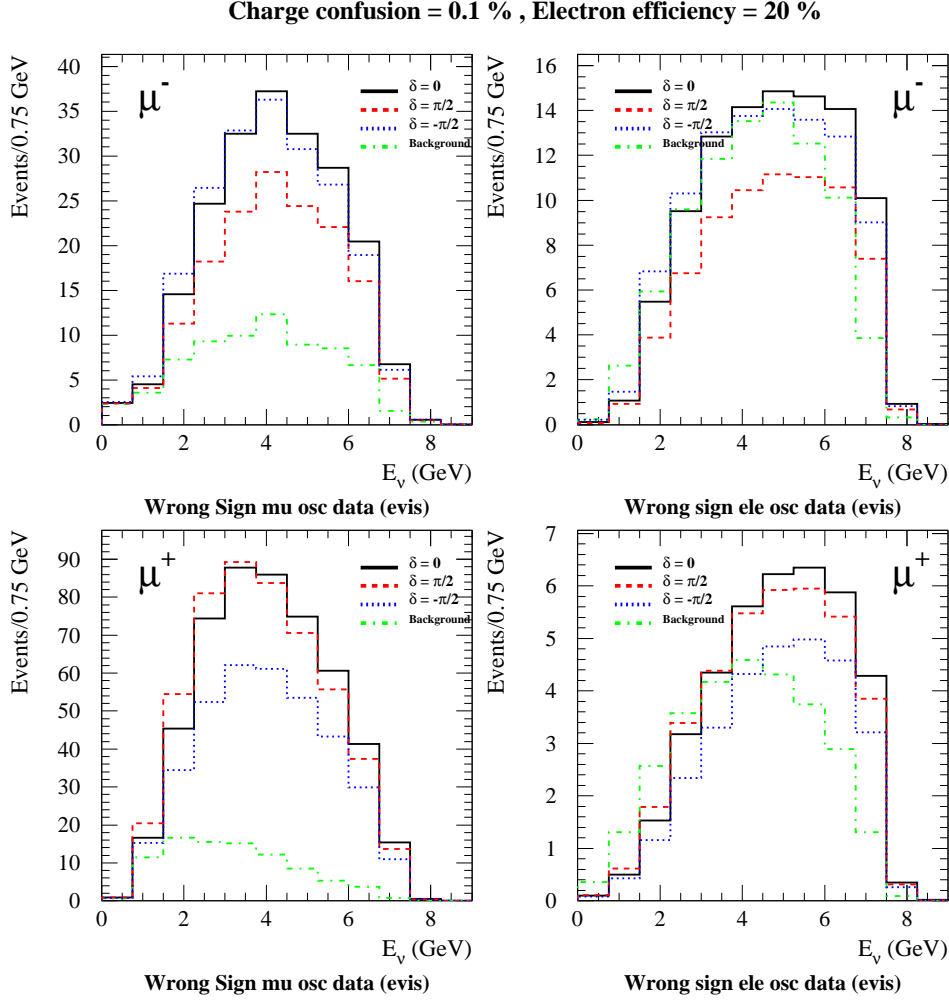 Charge confusion = 0.1 % , Electron efficiency = 20 %
Events/0.75 GeV
40
35
30
25
20
15
10
5
0
μ-
δ = 0
δ = π/2
δ = -π/2
Background
0 2 4 6 8
Eν (GeV)
Wrong Sign mu osc data (evis)
Events/0.75 GeV
16
14
12
10
8
6
4
2
0
μ-
δ = 0
δ = π/2
δ = -π/2
Background
0 2 4 6 8
Eν (GeV)
Wrong sign ele osc data (evis)
Events/0.75 GeV
90
80
70
60
50
40
30
20
10
0
μ+
δ = 0
δ = π/2
δ = -π/2
Background
0 2 4 6 8
Eν (GeV)
Wrong Sign mu osc data (evis)
Events/0.75 GeV
7
6
5
4
3
2
1
0
μ+
δ = 0
δ = π/2
δ = -π/2
Background
0 2 4 6 8
Eν (GeV)
Wrong sign ele osc data (evis)